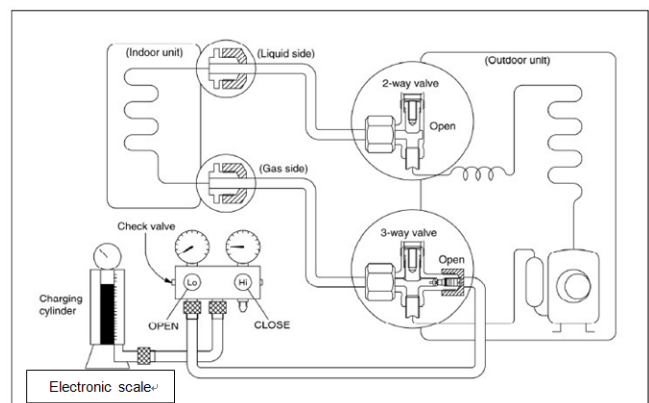 (Indoor unit)
(Liquid side)
2-way valve
Open
(Outdoor unit)
(Gas side)
3-way valve
Open
Check valve
Lo
Hi
Charging
cylinder
OPEN
CLOSE
Electronic scale